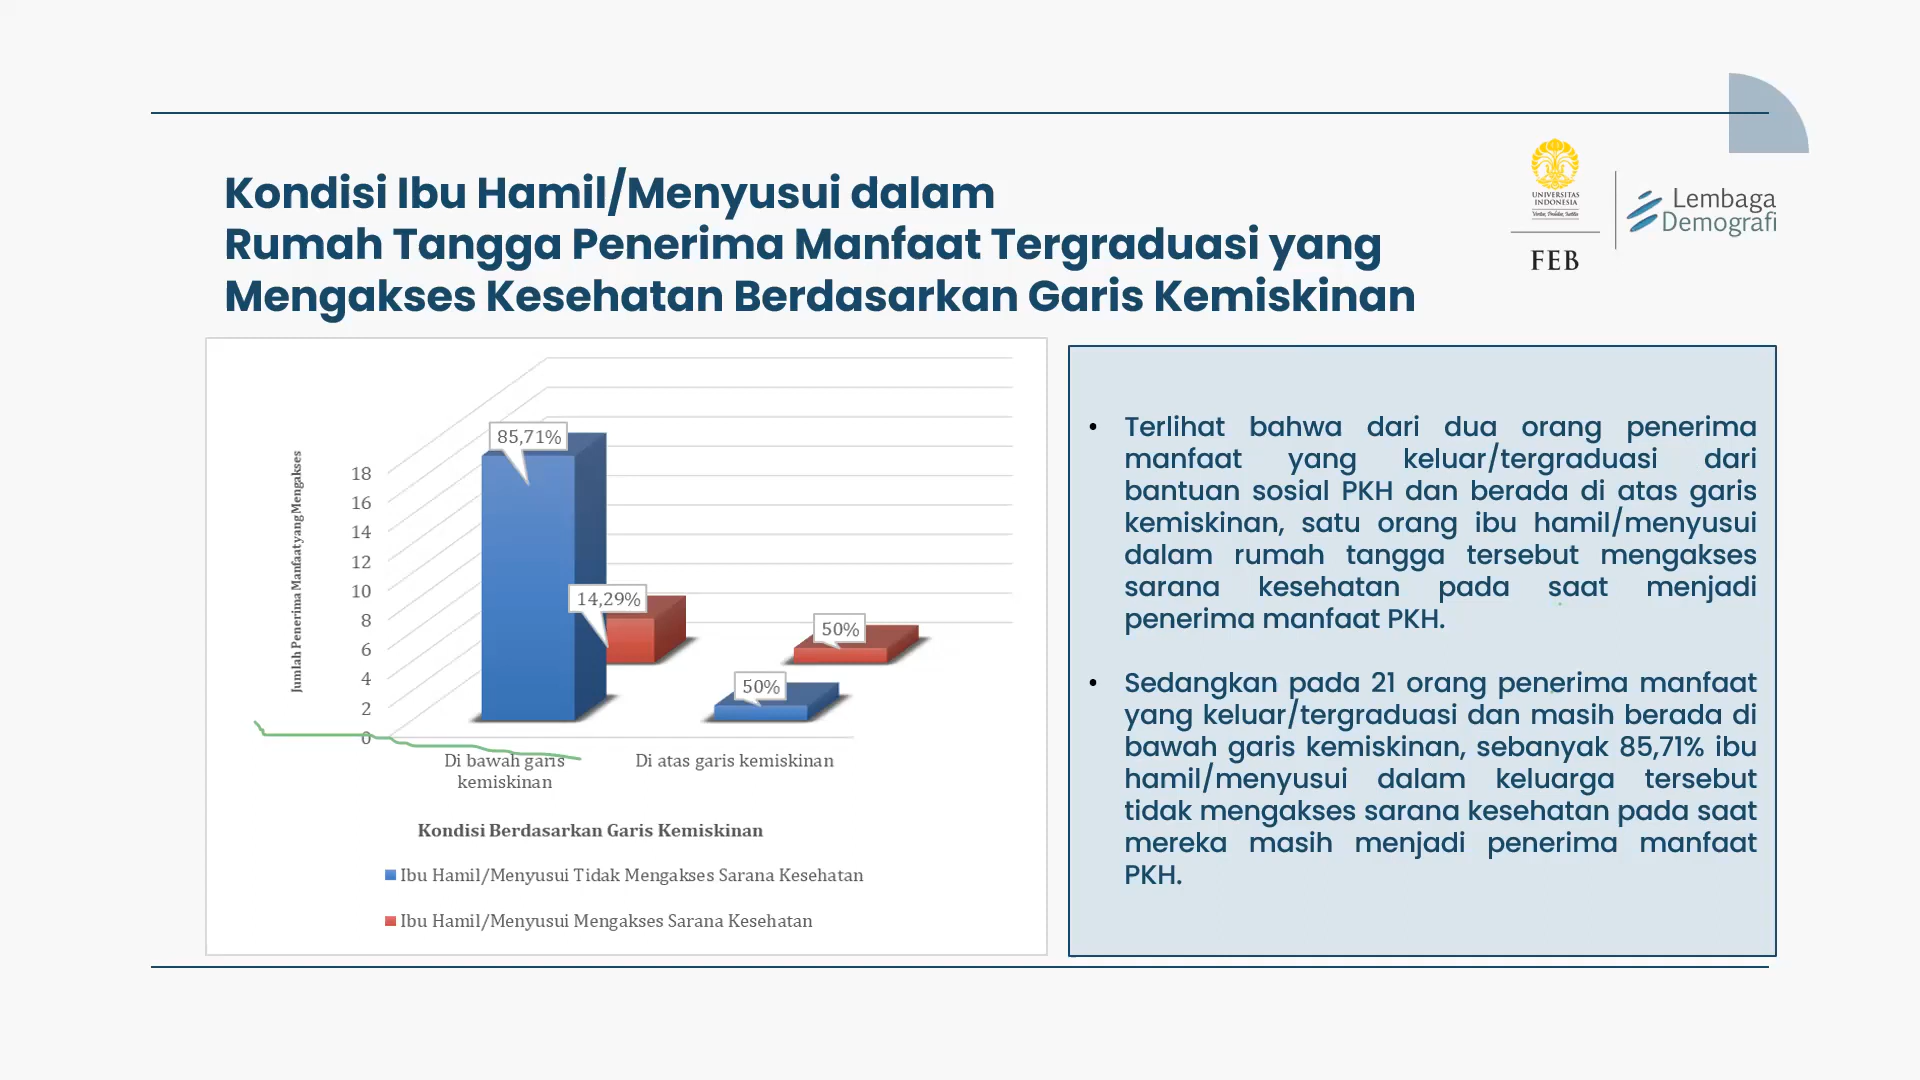 Kondisi Ibu Hamil/Menyusui dalam
Rumah Tangga Penerima Manfaat Tergraduasi yang
Mengakses Kesehatan Berdasarkan Garis Kemiskinan
UNIVERSITAS
INDONESIA
Veritas, Probitas, Iustitia
FEB
Lembaga
Demografi
Jumlah Penerima Manfaat yang Mengakses
18
16
14
12
10
8
6
4
2
0
85,71%
14,29%
50%
50%
Di bawah garis
kemiskinan
Di atas garis kemiskinan
Kondisi Berdasarkan Garis Kemiskinan
Ibu Hamil/Menyusui Tidak Mengakses Sarana Kesehatan
Ibu Hamil/Menyusui Mengakses Sarana Kesehatan
• Terlihat bahwa dari dua orang penerima
manfaat yang keluar/tergraduasi dari
bantuan sosial PKH dan berada di atas garis
kemiskinan, satu orang ibu hamil/menyusui
dalam rumah tangga tersebut mengakses
sarana kesehatan pada saat menjadi
penerima manfaat PKH.
• Sedangkan pada 21 orang penerima manfaat
yang keluar/tergraduasi dan masih berada di
bawah garis kemiskinan, sebanyak 85,71% ibu
hamil/menyusui dalam keluarga tersebut
tidak mengakses sarana kesehatan pada saat
mereka masih menjadi penerima manfaat
PKH.